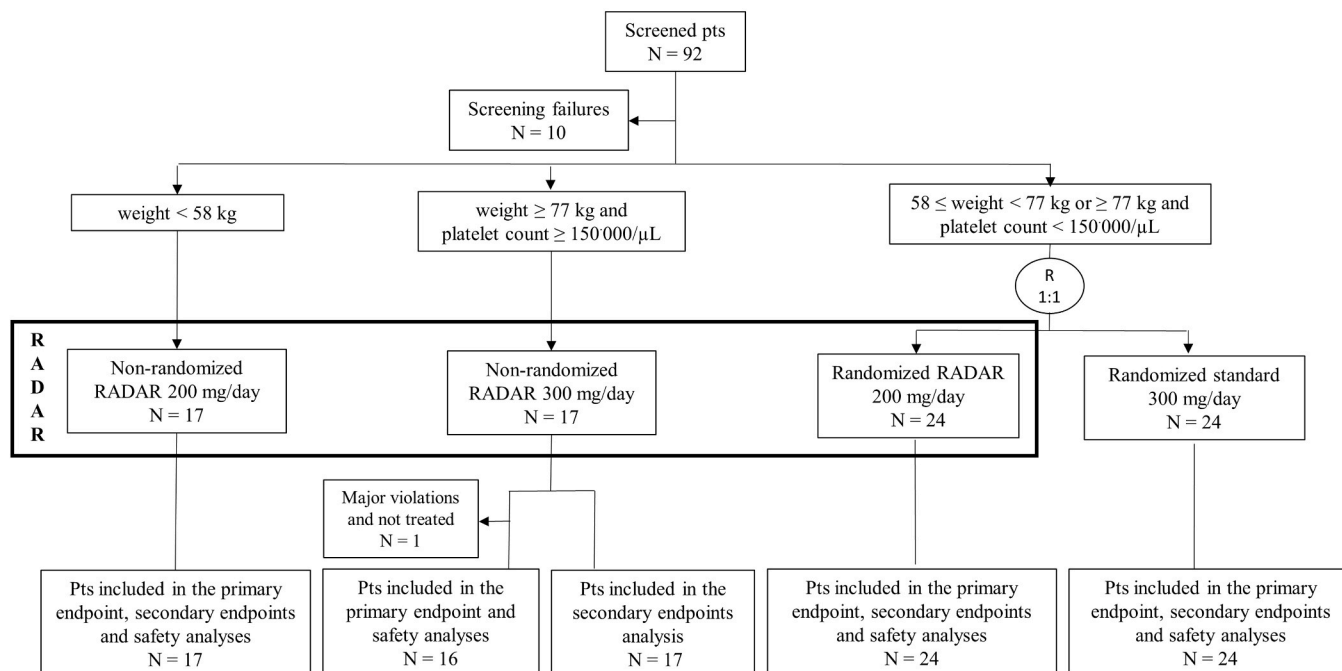 Screened pts
N = 92
Screening failures
N = 10
weight < 58 kg
weight ≥ 77 kg and
platelet count ≥ 150˙000/µL
58 ≤ weight < 77 kg or ≥ 77 kg and
platelet count < 150˙000/µL
R
1:1
R
A
D
A
R
Non-randomized
RADAR 200 mg/day
N = 17
Non-randomized
RADAR 300 mg/day
N = 17
Randomized RADAR
200 mg/day
N = 24
Randomized standard
300 mg/day
N = 24
Major violations
and not treated
N = 1
Pts included in the primary
endpoint, secondary endpoints
and safety analyses
N = 17
Pts included in the
primary endpoint and
safety analyses
N = 16
Pts included in the
secondary endpoints
analysis
N = 17
Pts included in the primary
endpoint, secondary endpoints
and safety analyses
N = 24
Pts included in the primary
endpoint, secondary endpoints
and safety analyses
N = 24